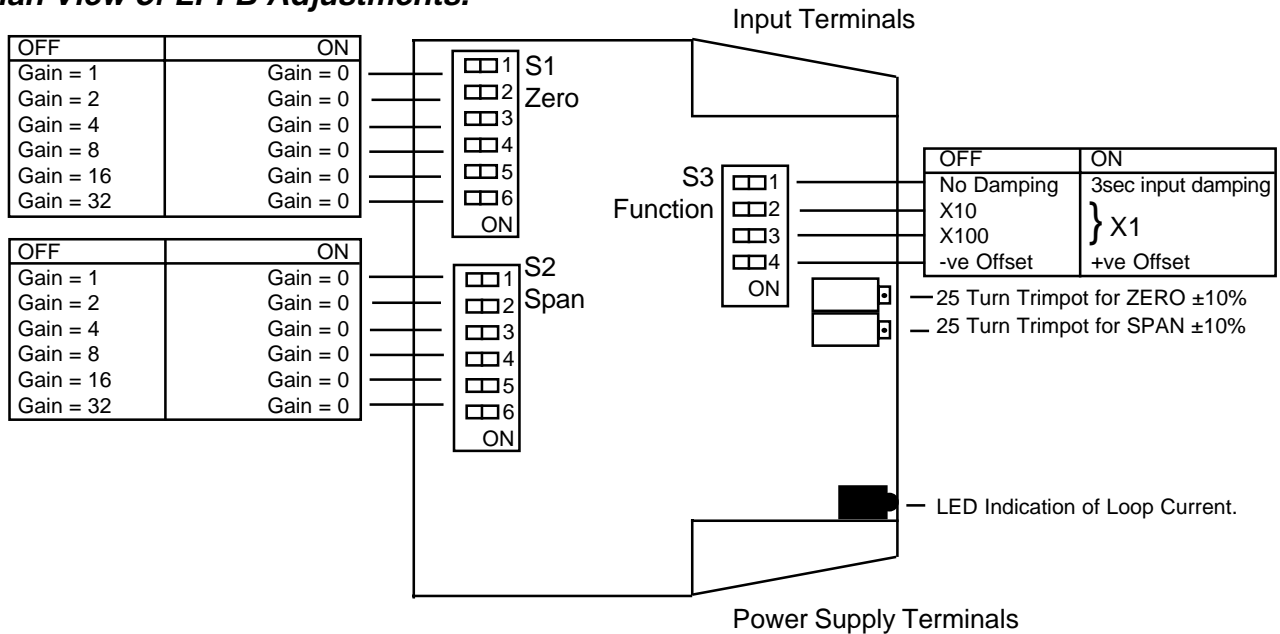 Input Terminals
OFF ON
Gain = 1 Gain = 0
Gain = 2 Gain = 0
Gain = 4 Gain = 0
Gain = 8 Gain = 0
Gain = 16 Gain = 0
Gain = 32 Gain = 0
1 S1
2 Zero
3
4
5
6
ON
OFF ON
Gain = 1 Gain = 0
Gain = 2 Gain = 0
Gain = 4 Gain = 0
Gain = 8 Gain = 0
Gain = 16 Gain = 0
Gain = 32 Gain = 0
1 S2
2 Span
3
4
5
6
ON
S3 1
Function 2
3
4
ON
OFF ON
No Damping 3sec input damping
X10
X100 } X1
-ve Offset +ve Offset
25 Turn Trimpot for ZERO ±10%
25 Turn Trimpot for SPAN ±10%
LED Indication of Loop Current.
Power Supply Terminals